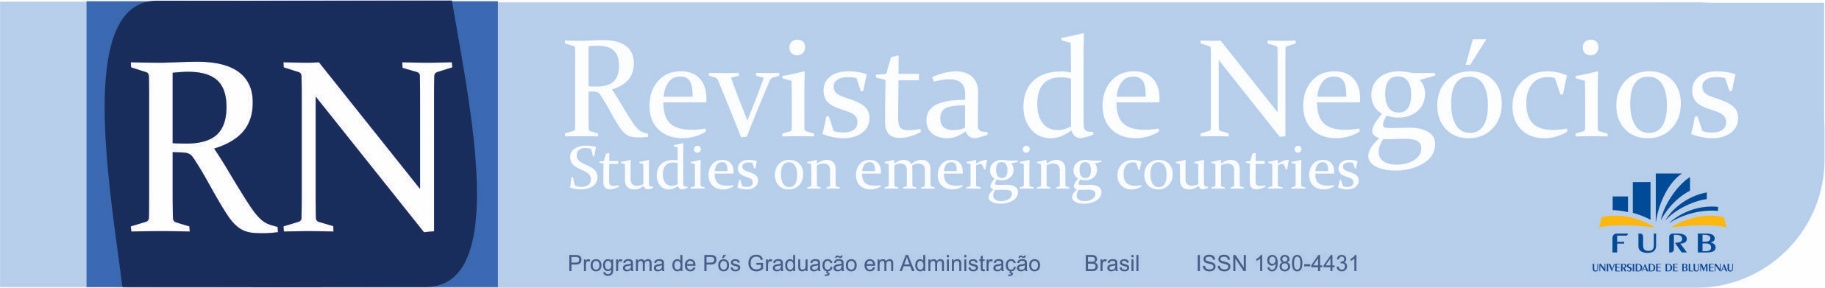 RN
Revista de Negócios
Studies on emerging countries
Programa de Pós Graduação em Administração Brasil ISSN 1980-4431
FURB
UNIVERSIDADE DE BLUMENAU